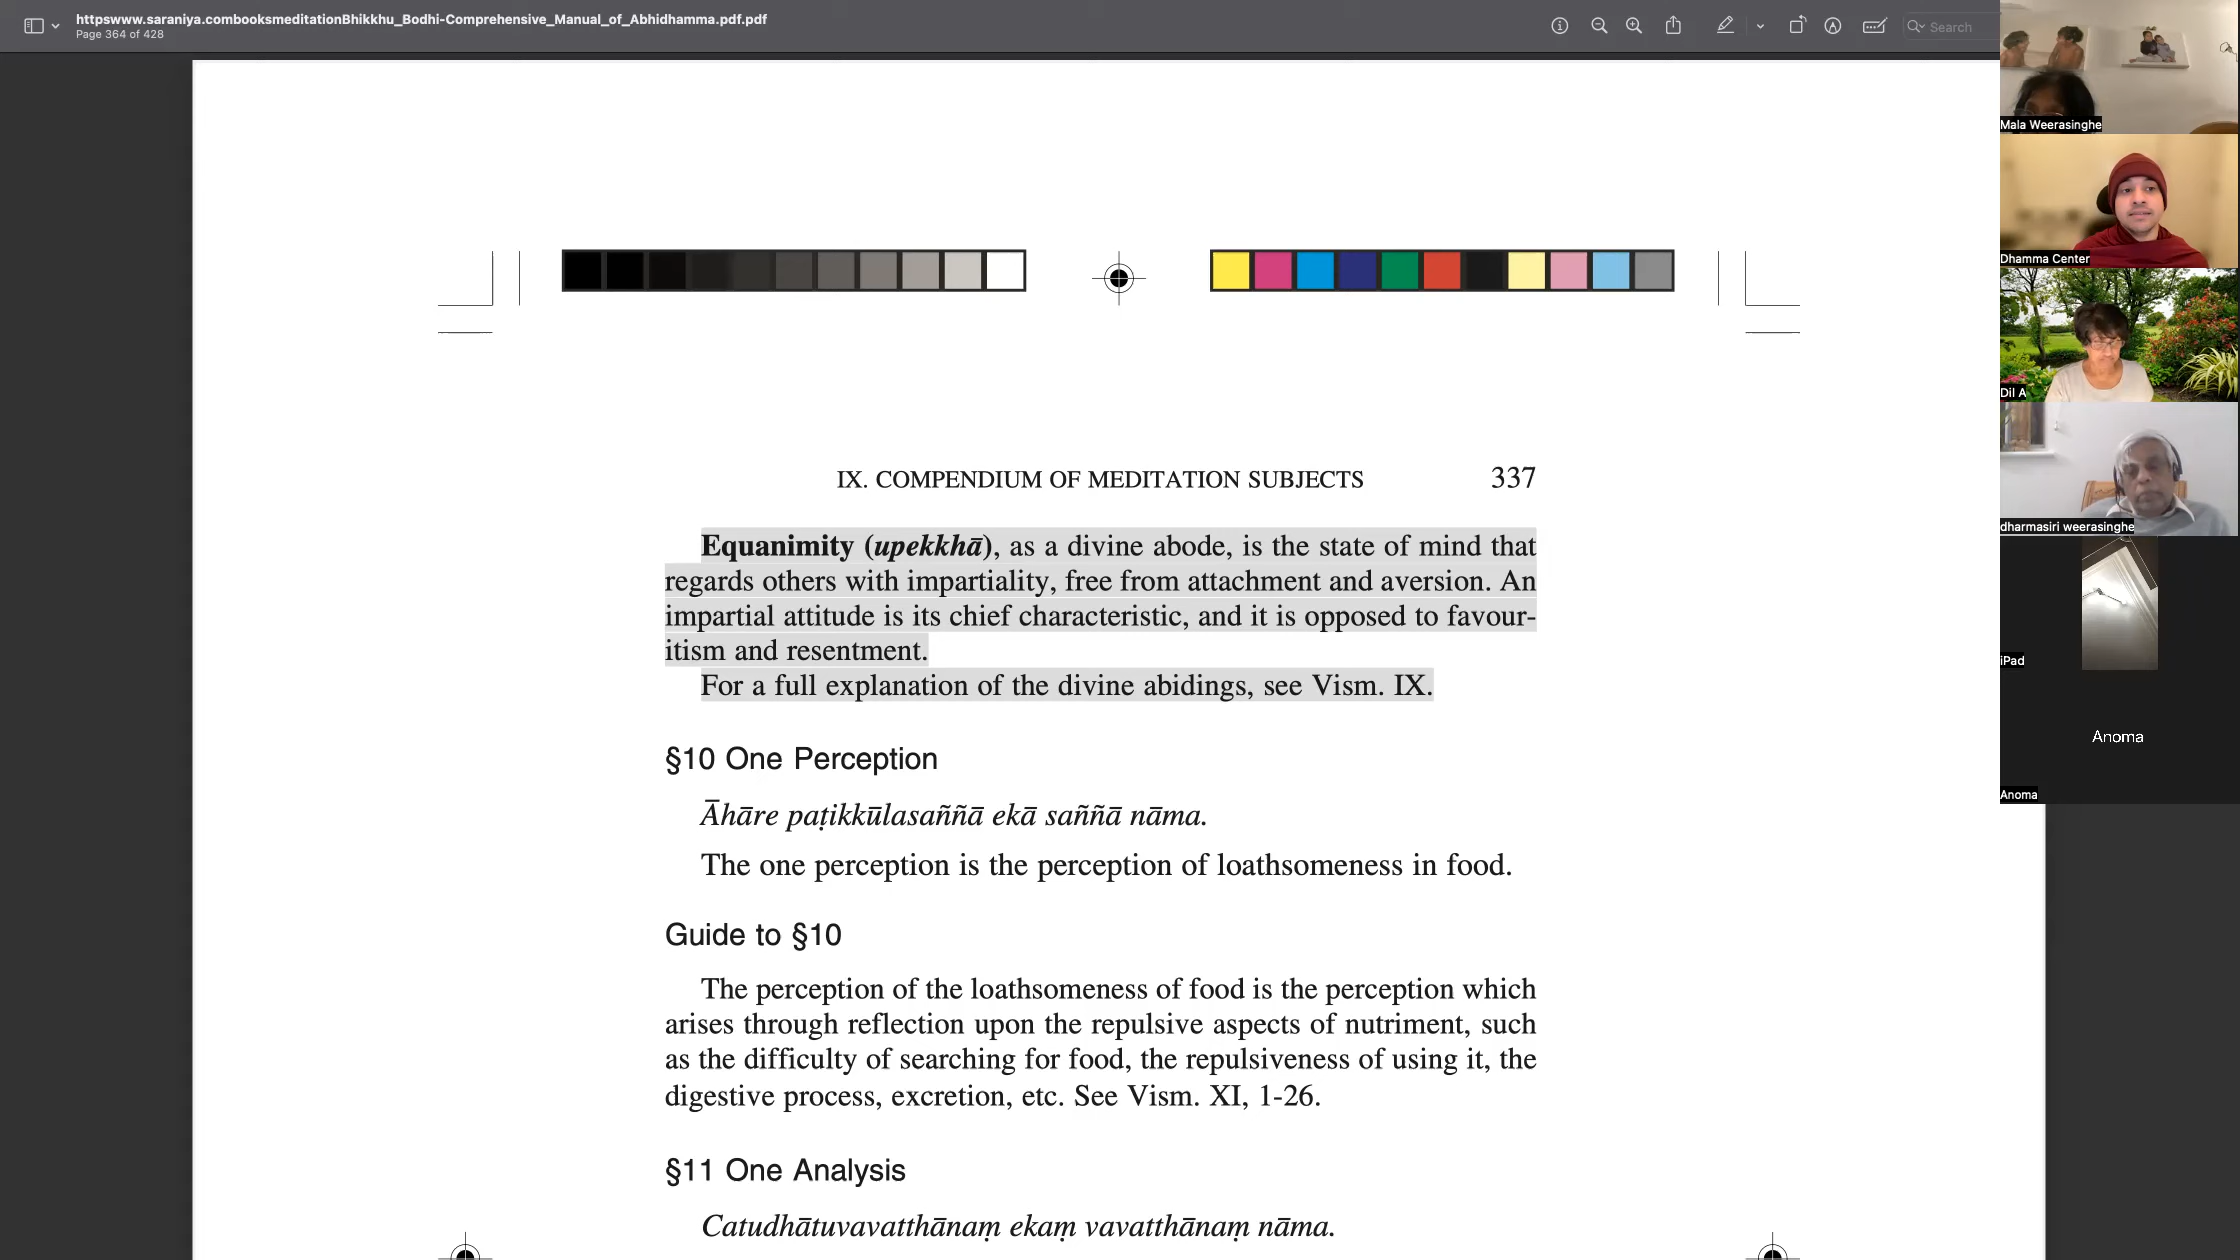 httpswww.saraniya.combooksmeditationBhikkhu_Bodhi-Comprehensive_Manual_of_Abhidhamma.pdf.pdf
Page 364 of 428
Search
IX. COMPENDIUM OF MEDITATION SUBJECTS 337
Equanimity (upekkhā), as a divine abode, is the state of mind that
regards others with impartiality, free from attachment and aversion. An
impartial attitude is its chief characteristic, and it is opposed to favour-
itism and resentment.
For a full explanation of the divine abidings, see Vism. IX.
§10 One Perception
Āhāre paṭikkūlasaññā ekā saññā nāma.
The one perception is the perception of loathsomeness in food.
Guide to §10
The perception of the loathsomeness of food is the perception which
arises through reflection upon the repulsive aspects of nutriment, such
as the difficulty of searching for food, the repulsiveness of using it, the
digestive process, excretion, etc. See Vism. XI, 1-26.
§11 One Analysis
Catudhātuvavatthānaṃ ekaṃ vavatthānaṃ nāma.
Mala Weerasinghe
Dhamma Center
Dil A
dharmasiri weerasinghe
iPad
Anoma
Anoma